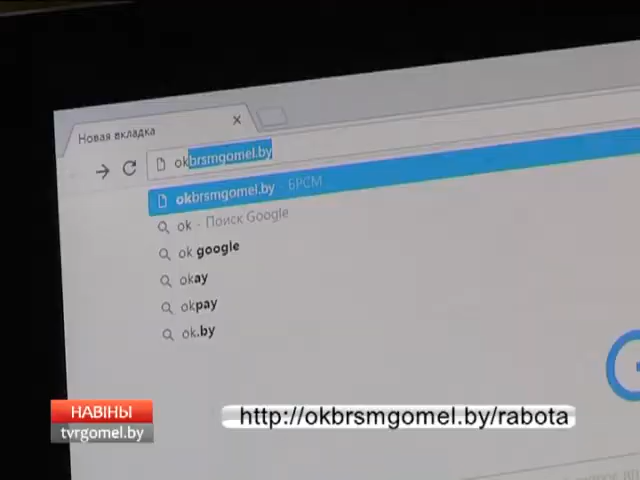 Новая вкладка
okbrsmgomel.by
okbrsmgomel.by - БРСМ
ok - Поиск Google
ok google
okay
okpay
ok.by
НАВІНЫ
tvrgomel.by
http://okbrsmgomel.by/rabota